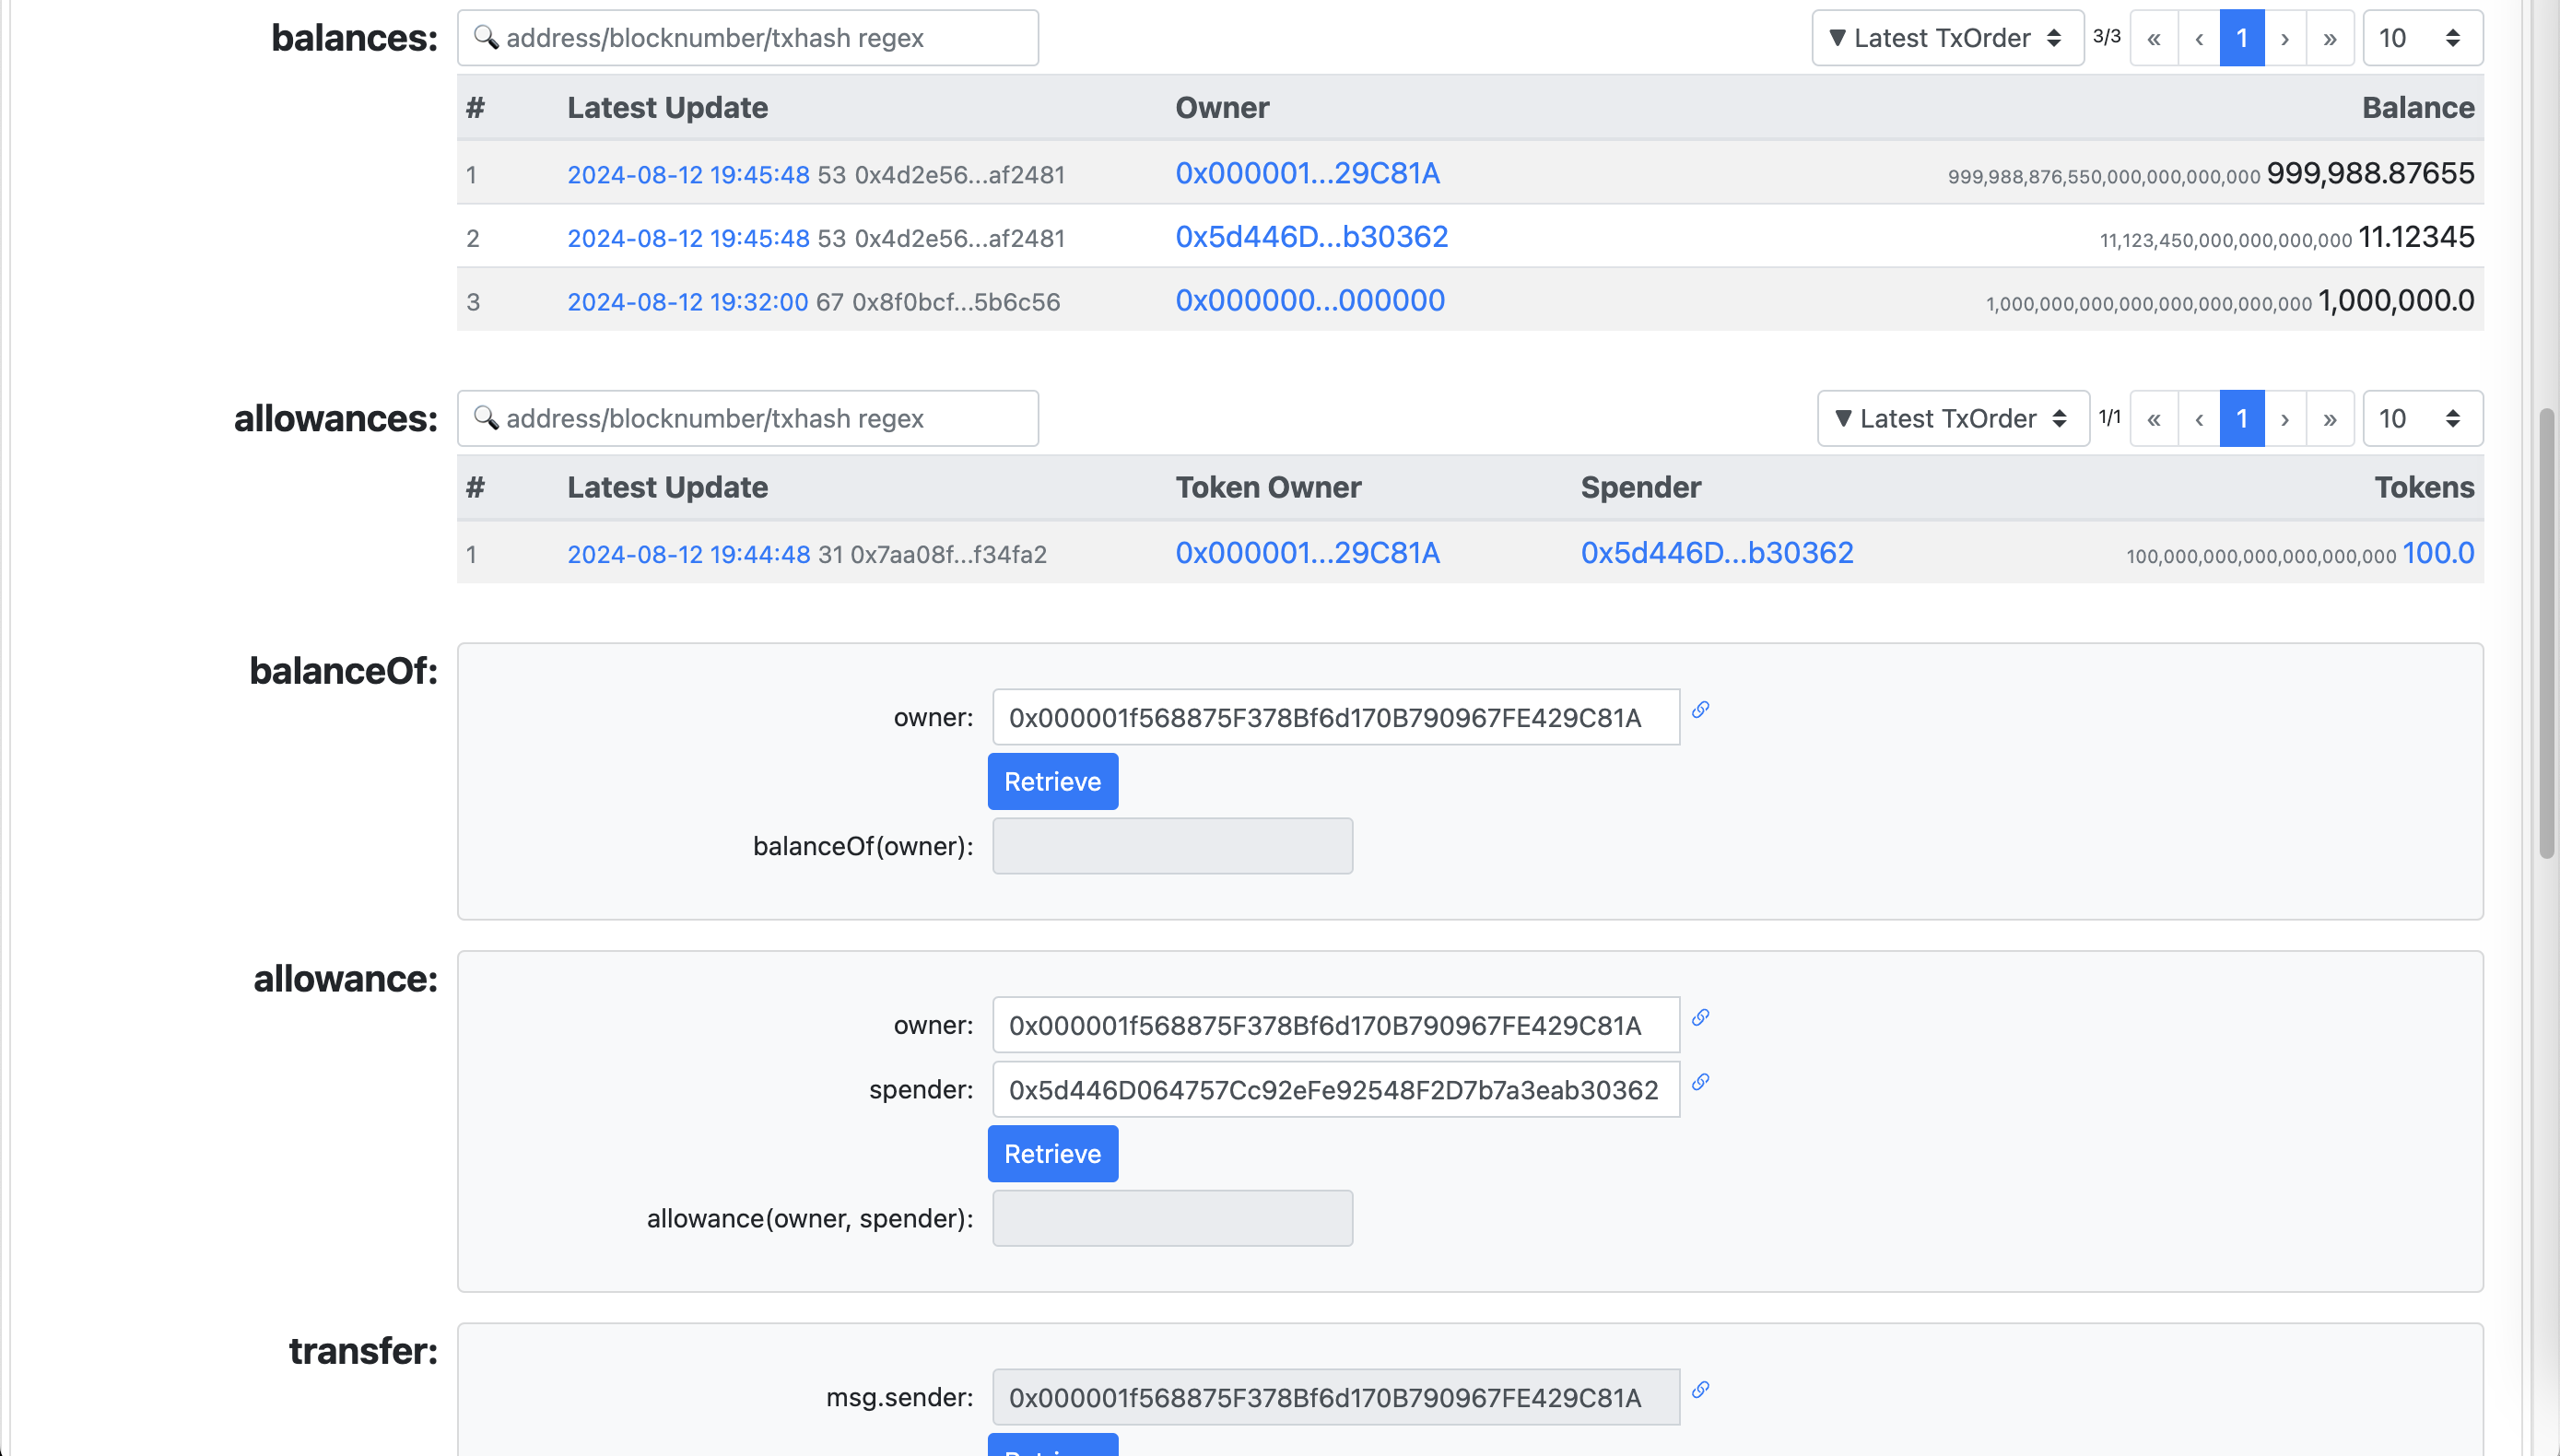 balances: address/blocknumber/txhash regex ▼ Latest TxOrder 3/3 « ‹ 1 › » 10
# Latest Update Owner Balance
1 2024-08-12 19:45:48 53 0x4d2e56...af2481 0x000001...29C81A 999,988,876,550,000,000,000,000 999,988.87655
2 2024-08-12 19:45:48 53 0x4d2e56...af2481 0x5d446D...b30362 11,123,450,000,000,000,000 11.12345
3 2024-08-12 19:32:00 67 0x8f0bcf...5b6c56 0x000000...000000 1,000,000,000,000,000,000,000,000 1,000,000.0
allowances: address/blocknumber/txhash regex ▼ Latest TxOrder 1/1 « ‹ 1 › » 10
# Latest Update Token Owner Spender Tokens
1 2024-08-12 19:44:48 31 0x7aa08f...f34fa2 0x000001...29C81A 0x5d446D...b30362 100,000,000,000,000,000,000 100.0
balanceOf:
owner: 0x000001f568875F378Bf6d170B790967FE429C81A
Retrieve
balanceOf(owner):
allowance:
owner: 0x000001f568875F378Bf6d170B790967FE429C81A
spender: 0x5d446D064757Cc92eFe92548F2D7b7a3eab30362
Retrieve
allowance(owner, spender):
transfer:
msg.sender: 0x000001f568875F378Bf6d170B790967FE429C81A